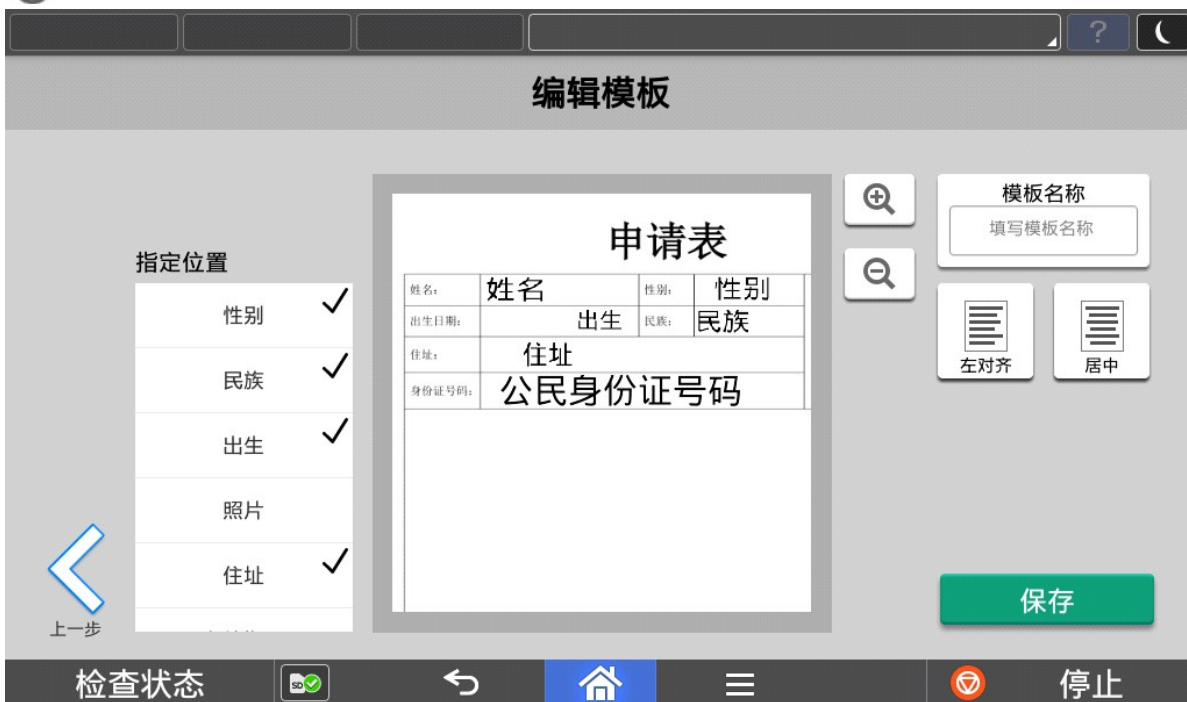 ?
编辑模板
指定位置
性别
民族
出生
照片
住址
申请表
姓名: 姓名 性别: 性别
出生日期: 出生 民族: 民族
住址: 住址
身份证号码: 公民身份证号码
模板名称
填写模板名称
左对齐 居中
上一步
保存
检查状态 SD 停止